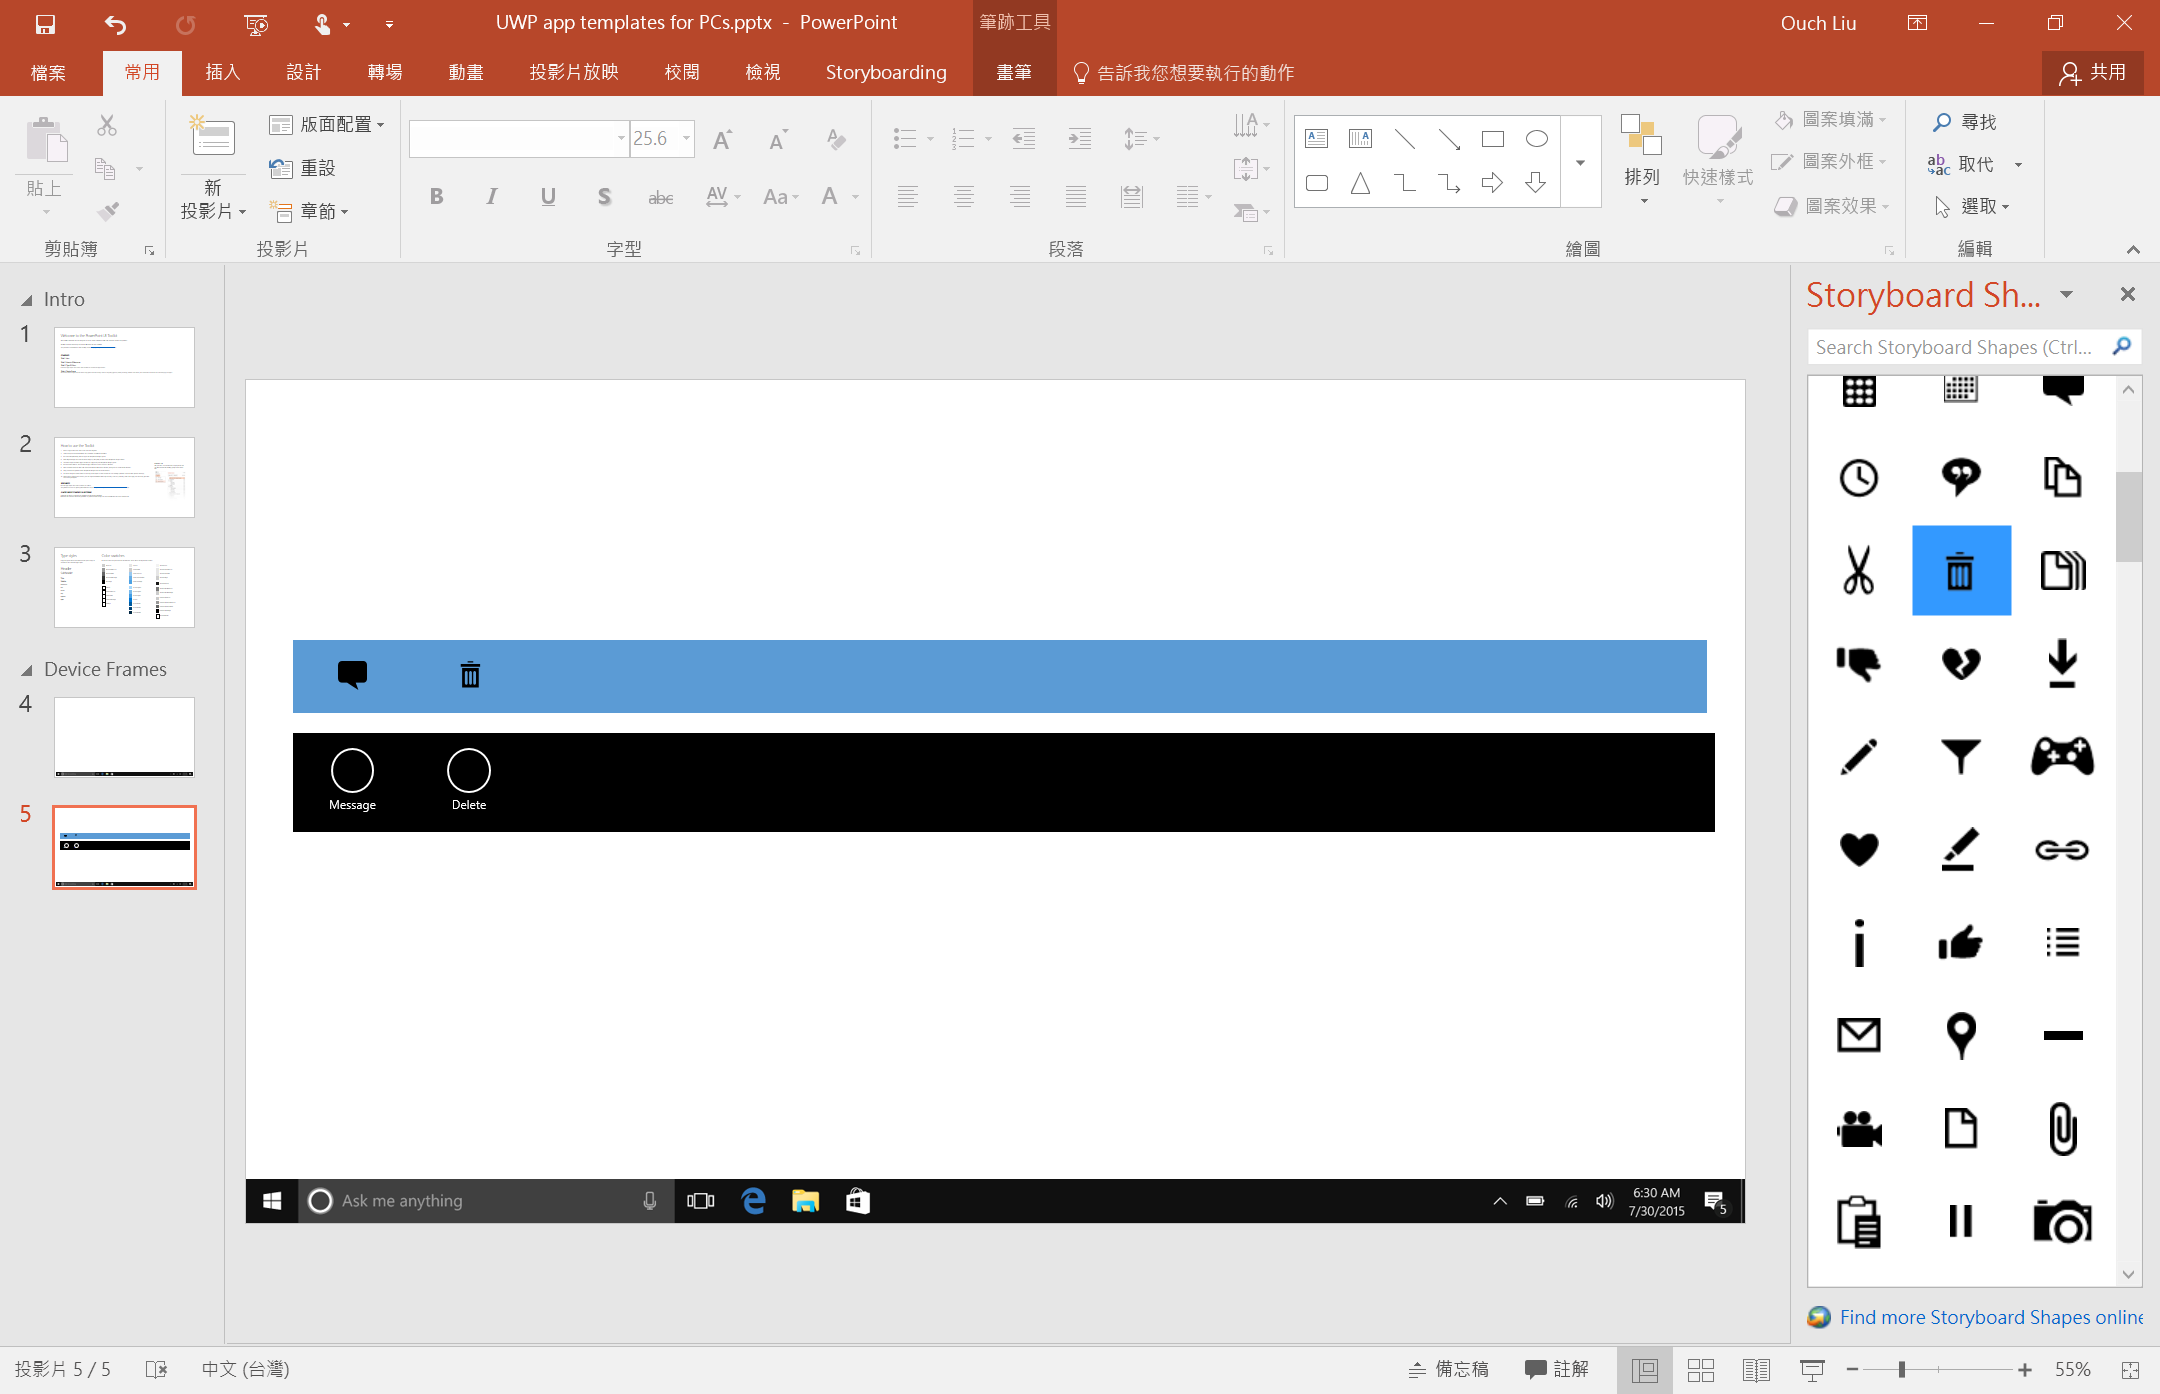 UWP app templates for PCs.pptx - PowerPoint
筆跡工具
Ouch Liu
檔案
常用
插入
設計
轉場
動畫
投影片放映
校閱
檢視
Storyboarding
畫筆
告訴我您想要執行的動作
共用
貼上
剪貼簿
新
投影片
版面配置
重設
章節
投影片
25.6
B I U S abc AV Aa A
字型
段落
排列
快速樣式
圖案填滿
圖案外框
圖案效果
繪圖
尋找
取代
選取
編輯
Intro
1
2
3
Device Frames
4
5
Message
Delete
Ask me anything
6:30 AM
7/30/2015
5
Storyboard Sh...
Search Storyboard Shapes (Ctrl...
Find more Storyboard Shapes online
投影片 5 / 5
中文 (台灣)
備忘稿
註解
55%